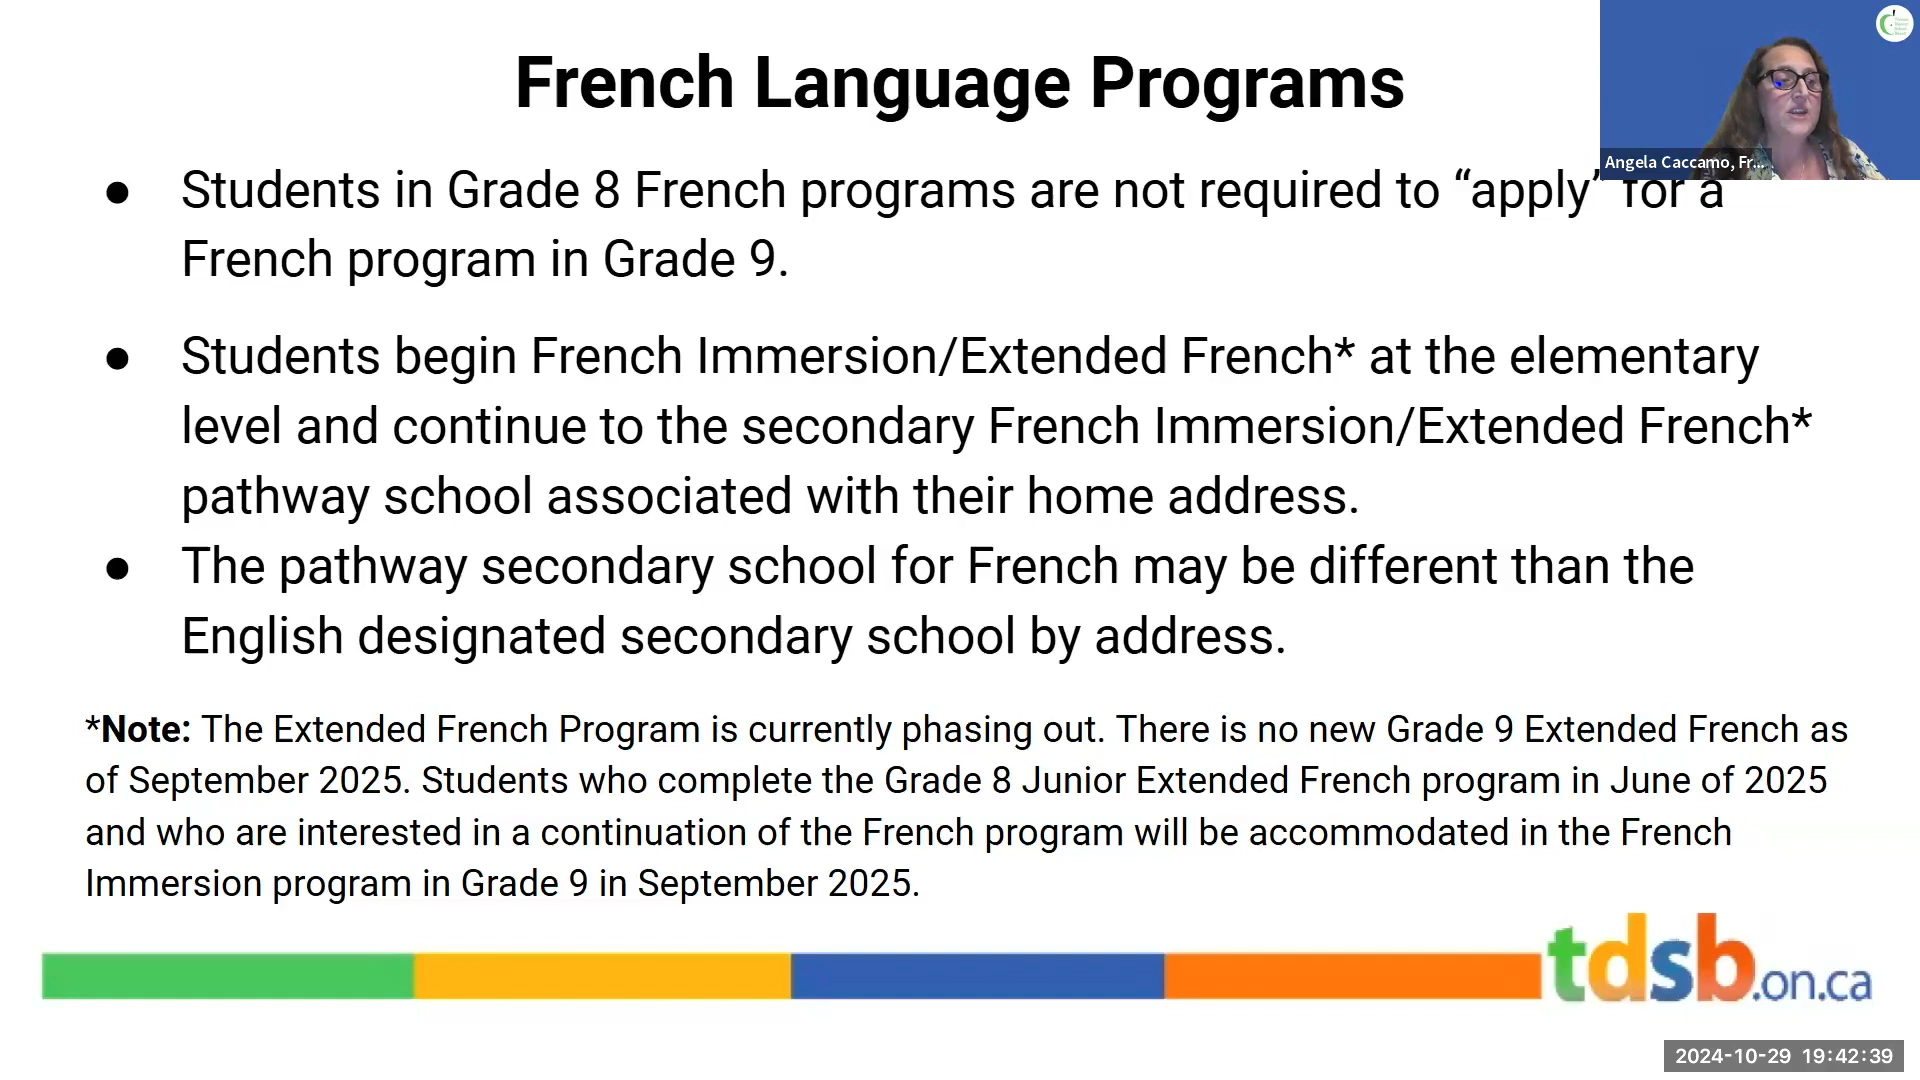 French Language Programs
Angela Caccamo, Fr...
● Students in Grade 8 French programs are not required to “apply” for a
French program in Grade 9.
● Students begin French Immersion/Extended French* at the elementary
level and continue to the secondary French Immersion/Extended French*
pathway school associated with their home address.
● The pathway secondary school for French may be different than the
English designated secondary school by address.
*Note: The Extended French Program is currently phasing out. There is no new Grade 9 Extended French as
of September 2025. Students who complete the Grade 8 Junior Extended French program in June of 2025
and who are interested in a continuation of the French program will be accommodated in the French
Immersion program in Grade 9 in September 2025.
tdsb.on.ca
2024-10-29 19:42:39